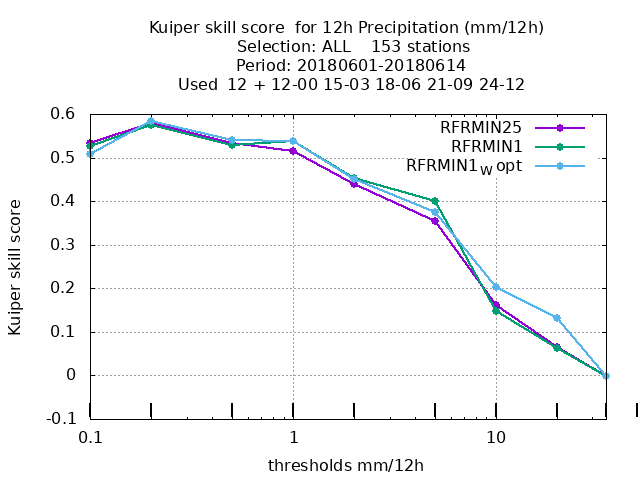 Kuiper skill score  for 12h Precipitation (mm/12h)
Selection: ALL    153 stations
Period: 20180601-20180614
Used  12 + 12-00 15-03 18-06 21-09 24-12
RFRMIN25
RFRMIN1
RFRMIN1w opt
0.6
0.5
0.4
0.3
0.2
0.1
0
-0.1
Kuiper skill score
0.1
1
10
thresholds mm/12h